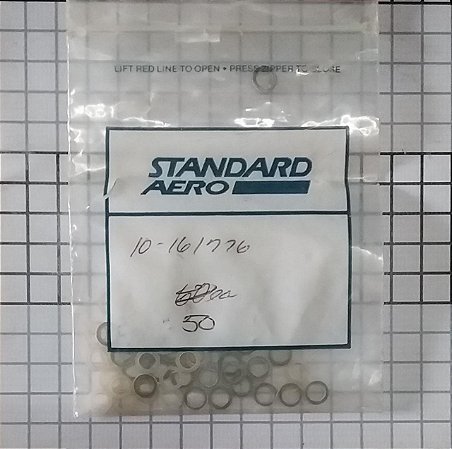 LIFT RED LINE TO OPEN • PRESS ZIPPER TO CLOSE
STANDARD
AERO
10-161776
50